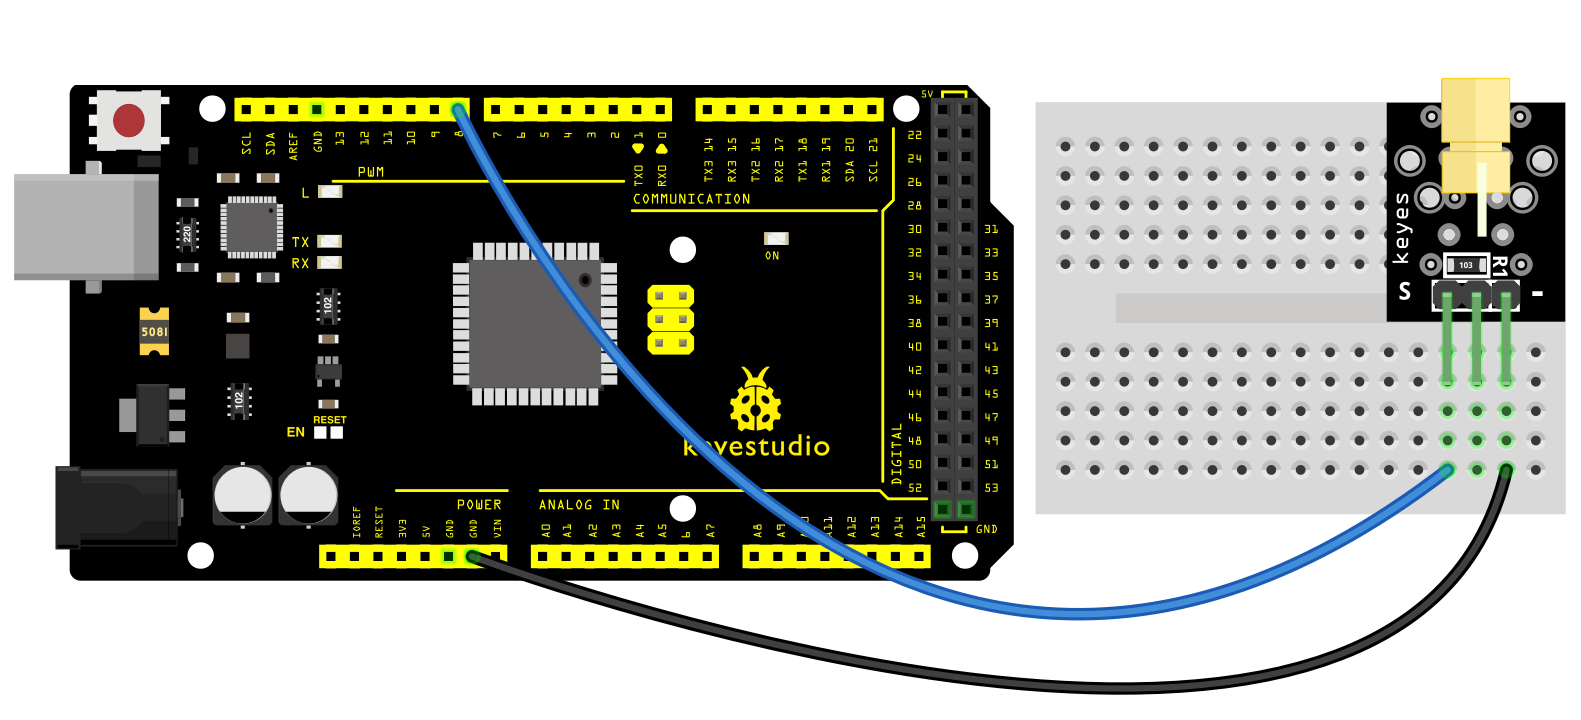 5V
SCL SDA AREF GND 13 12 11 10 9 8 7 6 5 4 3 2 1 0
TX0 RX0 TX3 14 RX3 15 TX2 16 RX2 17 TX1 18 RX1 19 SDA 20 SCL 21
PWM
COMMUNICATION
L
TX
RX
ON
220
102
5081
102
RESET
EN
keyestudio
22
24
26
28
30 31
32 33
34 35
36 37
38 39
40 41
42 43
44 45
46 47
48 49
50 51
52 53
DIGITAL
GND
POWER
ANALOG IN
IOREF RESET 3V3 5V GND GND VIN
A0 A1 A2 A3 A4 A5 6 A7
A8 A9 A11 A12 A13 A14 A15
keyes
103
R1
S -